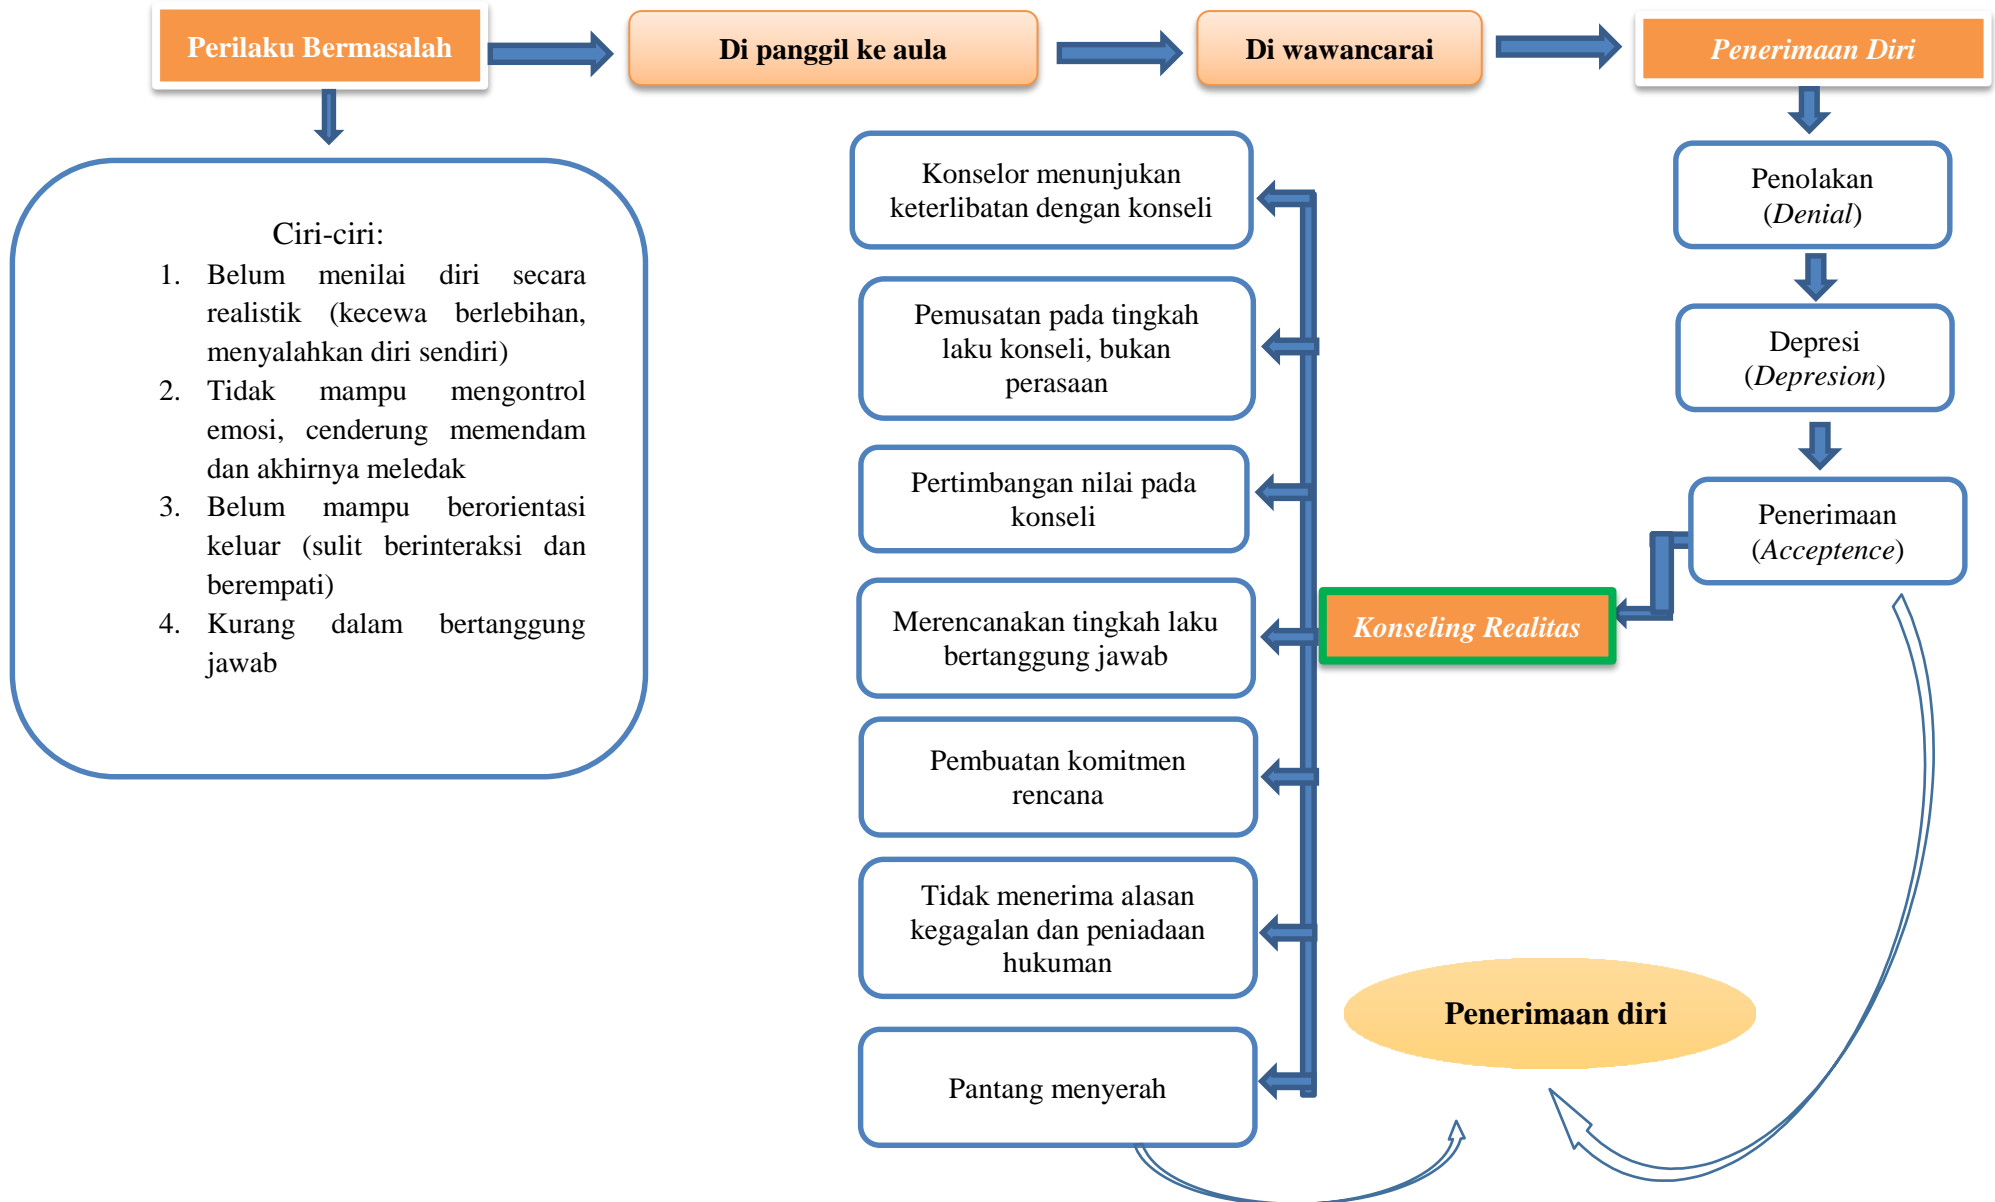 Perilaku Bermasalah
Di panggil ke aula
Di wawancarai
Penerimaan Diri
Ciri-ciri:
1. Belum menilai diri secara
realistik (kecewa berlebihan,
menyalahkan diri sendiri)
2. Tidak mampu mengontrol
emosi, cenderung memendam
dan akhirnya meledak
3. Belum mampu berorientasi
keluar (sulit berinteraksi dan
berempati)
4. Kurang dalam bertanggung
jawab
Konselor menunjukan
keterlibatan dengan konseli
Pemusatan pada tingkah
laku konseli, bukan
perasaan
Pertimbangan nilai pada
konseli
Merencanakan tingkah laku
bertanggung jawab
Pembuatan komitmen
rencana
Tidak menerima alasan
kegagalan dan peniadaan
hukuman
Pantang menyerah
Penolakan
(Denial)
Depresi
(Depresion)
Penerimaan
(Acceptence)
Konseling Realitas
Penerimaan diri